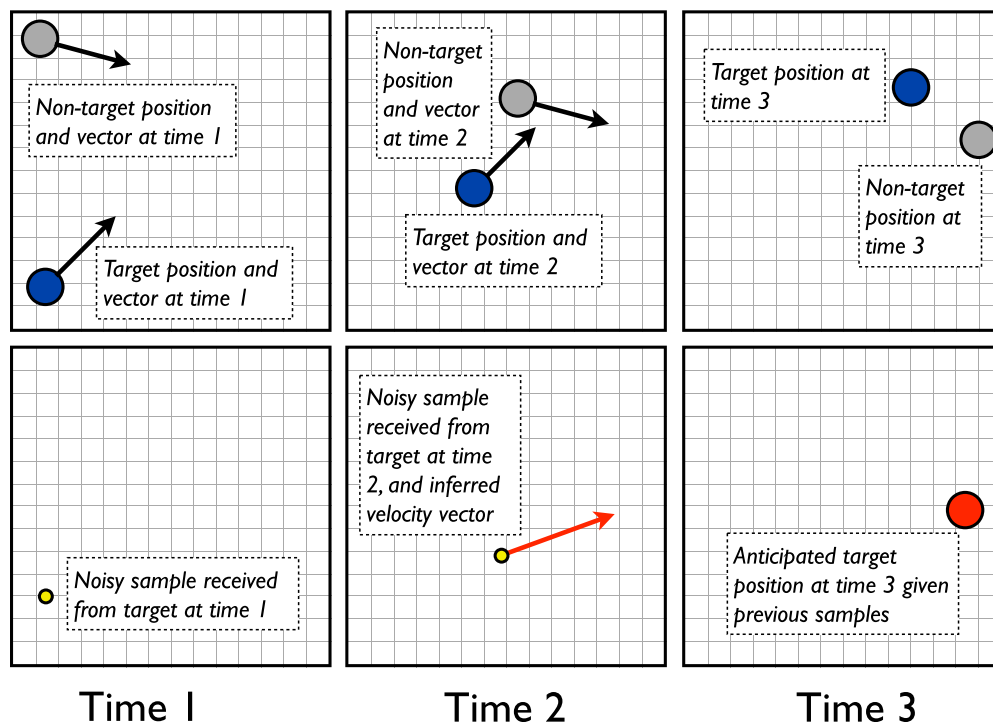 Non-target position
and vector at time 1
Target position and
vector at time 1
Non-target
position
and vector
at time 2
Target position and
vector at time 2
Target position at
time 3
Non-target
position at
time 3
Noisy sample received
from target at time 1
Noisy sample
received from
target at time
2, and inferred
velocity vector
Anticipated target
position at time 3 given
previous samples
Time 1
Time 2
Time 3